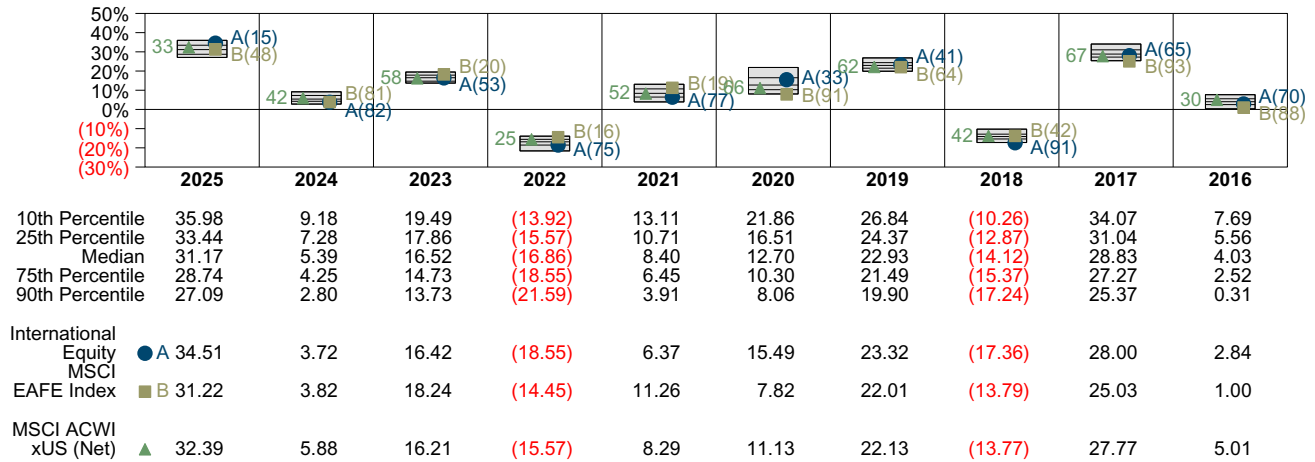 50%
40%
30%
20%
10%
0%
(10%)
(20%)
(30%)
33 A(15)
B(48)
42 B(81)
A(82)
58 B(20)
A(53)
25 B(16)
A(75)
52 B(19)
A(77)
66 A(33)
B(91)
62 A(41)
B(64)
42 B(42)
A(91)
67 A(65)
B(93)
30 A(70)
B(88)
2025 2024 2023 2022 2021 2020 2019 2018 2017 2016
10th Percentile 35.98 9.18 19.49 (13.92) 13.11 21.86 26.84 (10.26) 34.07 7.69
25th Percentile 33.44 7.28 17.86 (15.57) 10.71 16.51 24.37 (12.87) 31.04 5.56
Median 31.17 5.39 16.52 (16.86) 8.40 12.70 22.93 (14.12) 28.83 4.03
75th Percentile 28.74 4.25 14.73 (18.55) 6.45 10.30 21.49 (15.37) 27.27 2.52
90th Percentile 27.09 2.80 13.73 (21.59) 3.91 8.06 19.90 (17.24) 25.37 0.31
International
Equity A 34.51 3.72 16.42 (18.55) 6.37 15.49 23.32 (17.36) 28.00 2.84
MSCI
EAFE Index B 31.22 3.82 18.24 (14.45) 11.26 7.82 22.01 (13.79) 25.03 1.00
MSCI ACWI
xUS (Net) 32.39 5.88 16.21 (15.57) 8.29 11.13 22.13 (13.77) 27.77 5.01